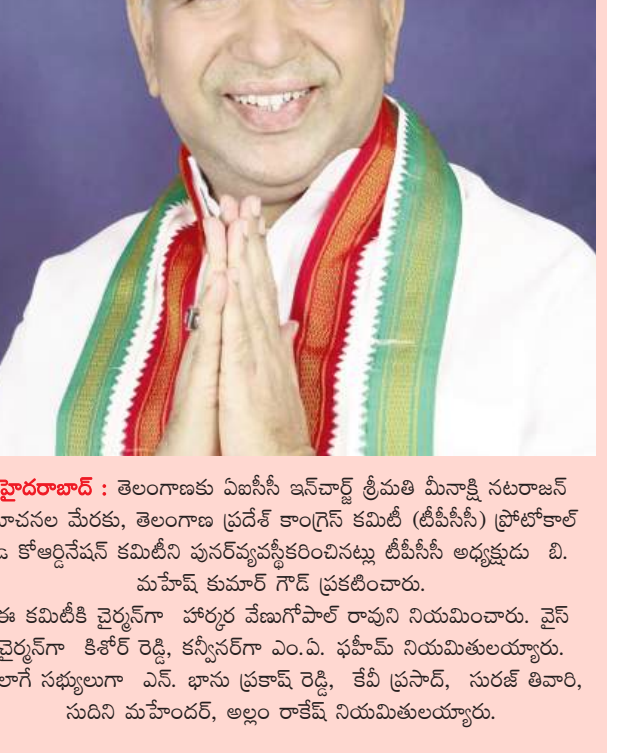 హైదరాబాద్ : తెలంగాణకు ఏఐసీసీ ఇన్‌చార్జ్ శ్రీమతి మీనాక్షి నటరాజన్
మేరకు, తెలంగాణ ప్రదేశ్ కాంగ్రెస్ కమిటీ (టీపీసీసీ) ప్రోటోకాల్
కోఆర్డినేషన్ కమిటీని పునర్‌వ్యవస్థీకరించినట్లు టీపీసీసీ అధ్యక్షుడు బి.
మహేష్ కుమార్ గౌడ్ ప్రకటించారు.
ఈ కమిటీకి చైర్మన్‌గా హర్కర వేణుగోపాల్ రావుని నియమించారు. వైస్
చైర్మన్‌గా కిశోర్ రెడ్డి, కన్వీనర్‌గా ఎం.ఏ. ఫహీమ్ నియమితులయ్యారు.
సభ్యులుగా ఎన్. భాను ప్రకాష్ రెడ్డి, కేవీ ప్రసాద్, సురజ్ తివారి,
సుదిని మహేందర్, అల్లం రాకేష్ నియమితులయ్యారు.